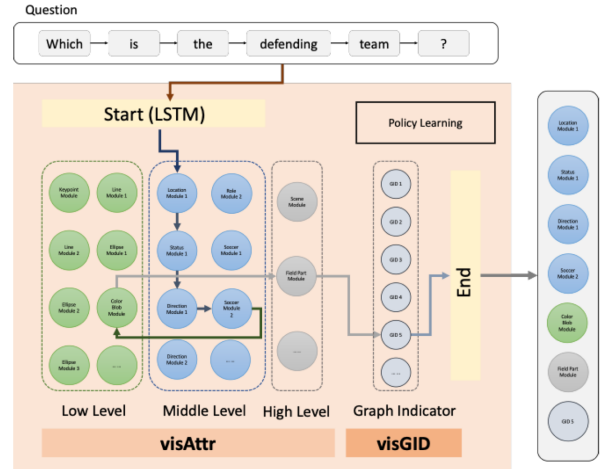 Question
Which is the defending team ?
Start (LSTM)
Policy Learning
Keypoint Module
Line Module 1
Location Module 1
Role Module 2
Scene Module
GID 1
Line Module 2
Ellipse Module 1
Status Module 1
Soccer Module 1
GID 2
Field Part Module
GID 3
Ellipse Module 2
Color Blob Module
Direction Module 1
Soccer Module 2
GID 4
End
GID 5
Ellipse Module 3
... ...
Direction Module 2
... ...
... ...
... ...
Low Level
Middle Level
High Level
Graph Indicator
visAttr
visGID
Location Module 1
Status Module 1
Direction Module 1
Soccer Module 2
Color Blob Module
Field Part Module
GID 5